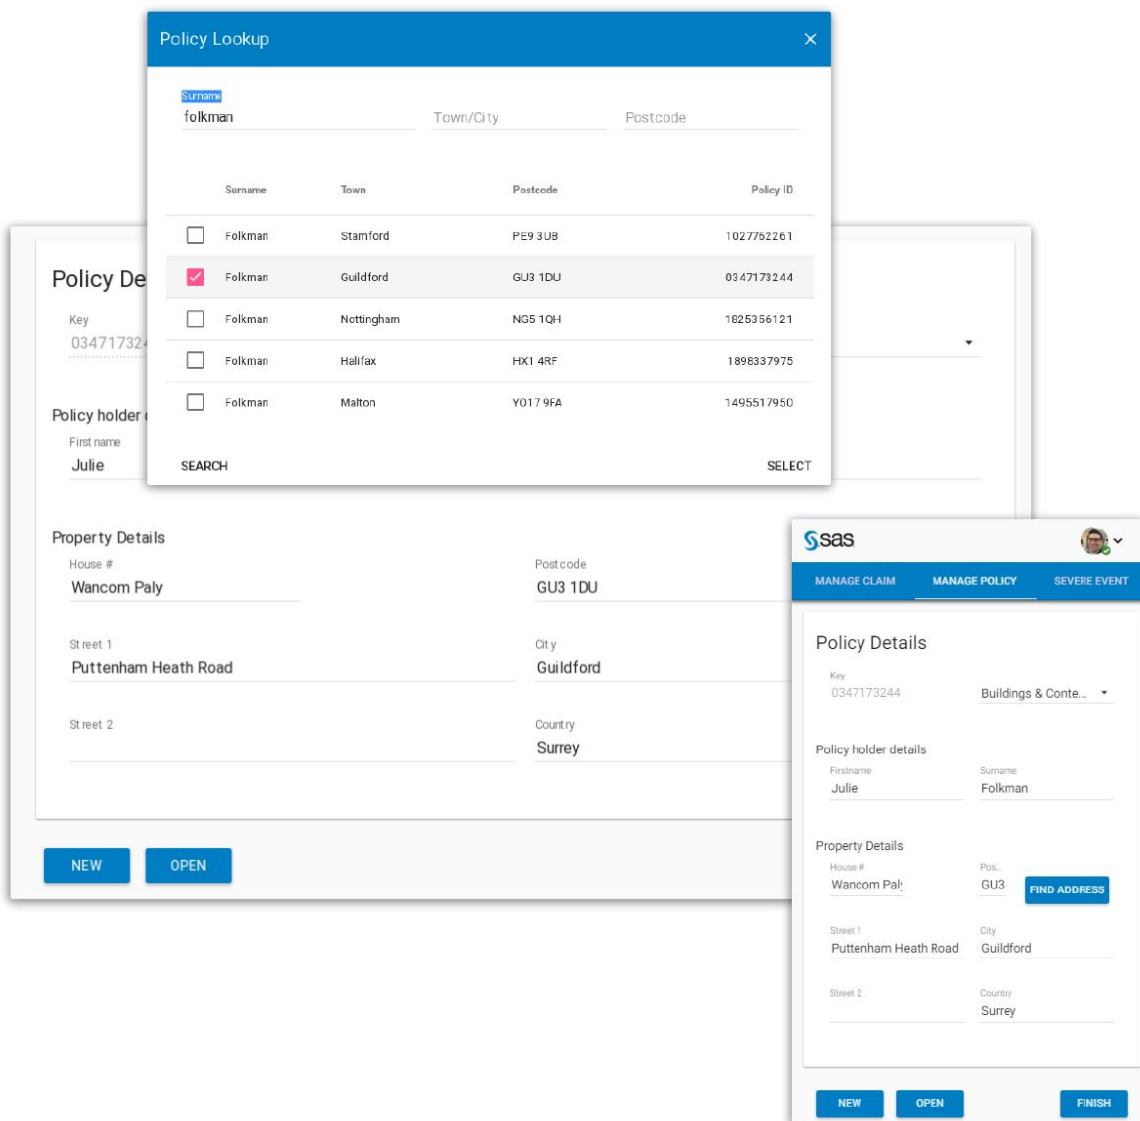 Policy Lookup
Surname
folkman Town/City Postcode
Surname Town Postcode Policy ID
Folkman Stamford PE9 3UB 1027762261
Folkman Guildford GU3 1DU 0347173244
Folkman Nottingham NG5 1QH 1825356121
Folkman Halifax HX1 4RF 1898337975
Folkman Malton YO17 9FA 1495517950
SEARCH SELECT
Policy De
Key
034717324
Policy holder
First name
Julie
Property Details
House # Postcode
Wancom Paly GU3 1DU
Street 1 City
Puttenham Heath Road Guildford
Street 2 Country
Surrey
NEW OPEN
sas
MANAGE CLAIM MANAGE POLICY SEVERE EVENT
Policy Details
Key
0347173244 Buildings & Conte...
Policy holder details
Firstname Surname
Julie Folkman
Property Details
House # Pos...
Wancom Paly GU3 FIND ADDRESS
Street 1 City
Puttenham Heath Road Guildford
Street 2 Country
Surrey
NEW OPEN FINISH